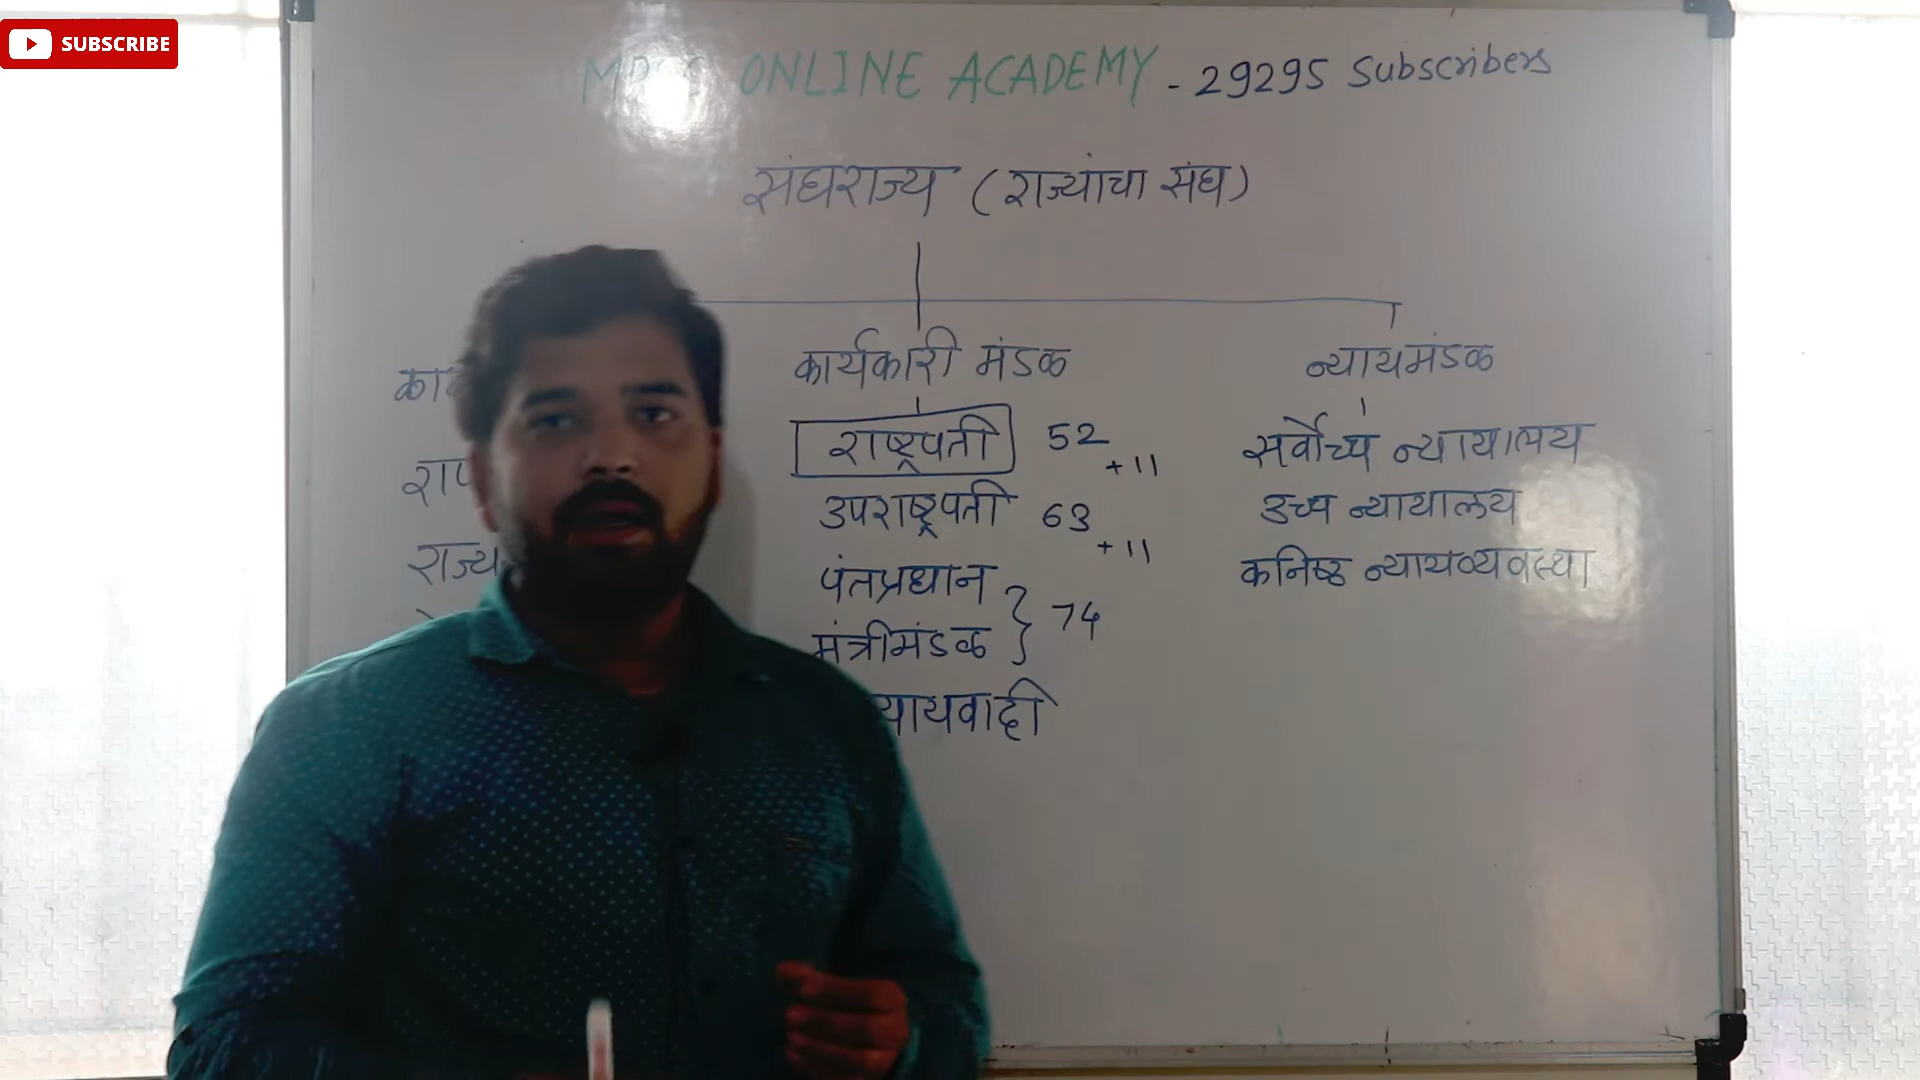 SUBSCRIBE
ONLINE ACADEMY - 29295 Subscribers
संघराज्य (राज्यांचा संघ)
कार्यकारी मंडळ
न्यायमंडळ
राष्ट्रपती 52
+11
उपराष्ट्रपती 63
+11
पंतप्रधान
मंत्रीमंडळ } 74
सर्वोच्च न्यायालय
उच्च न्यायालय
कनिष्ठ न्यायव्यवस्था